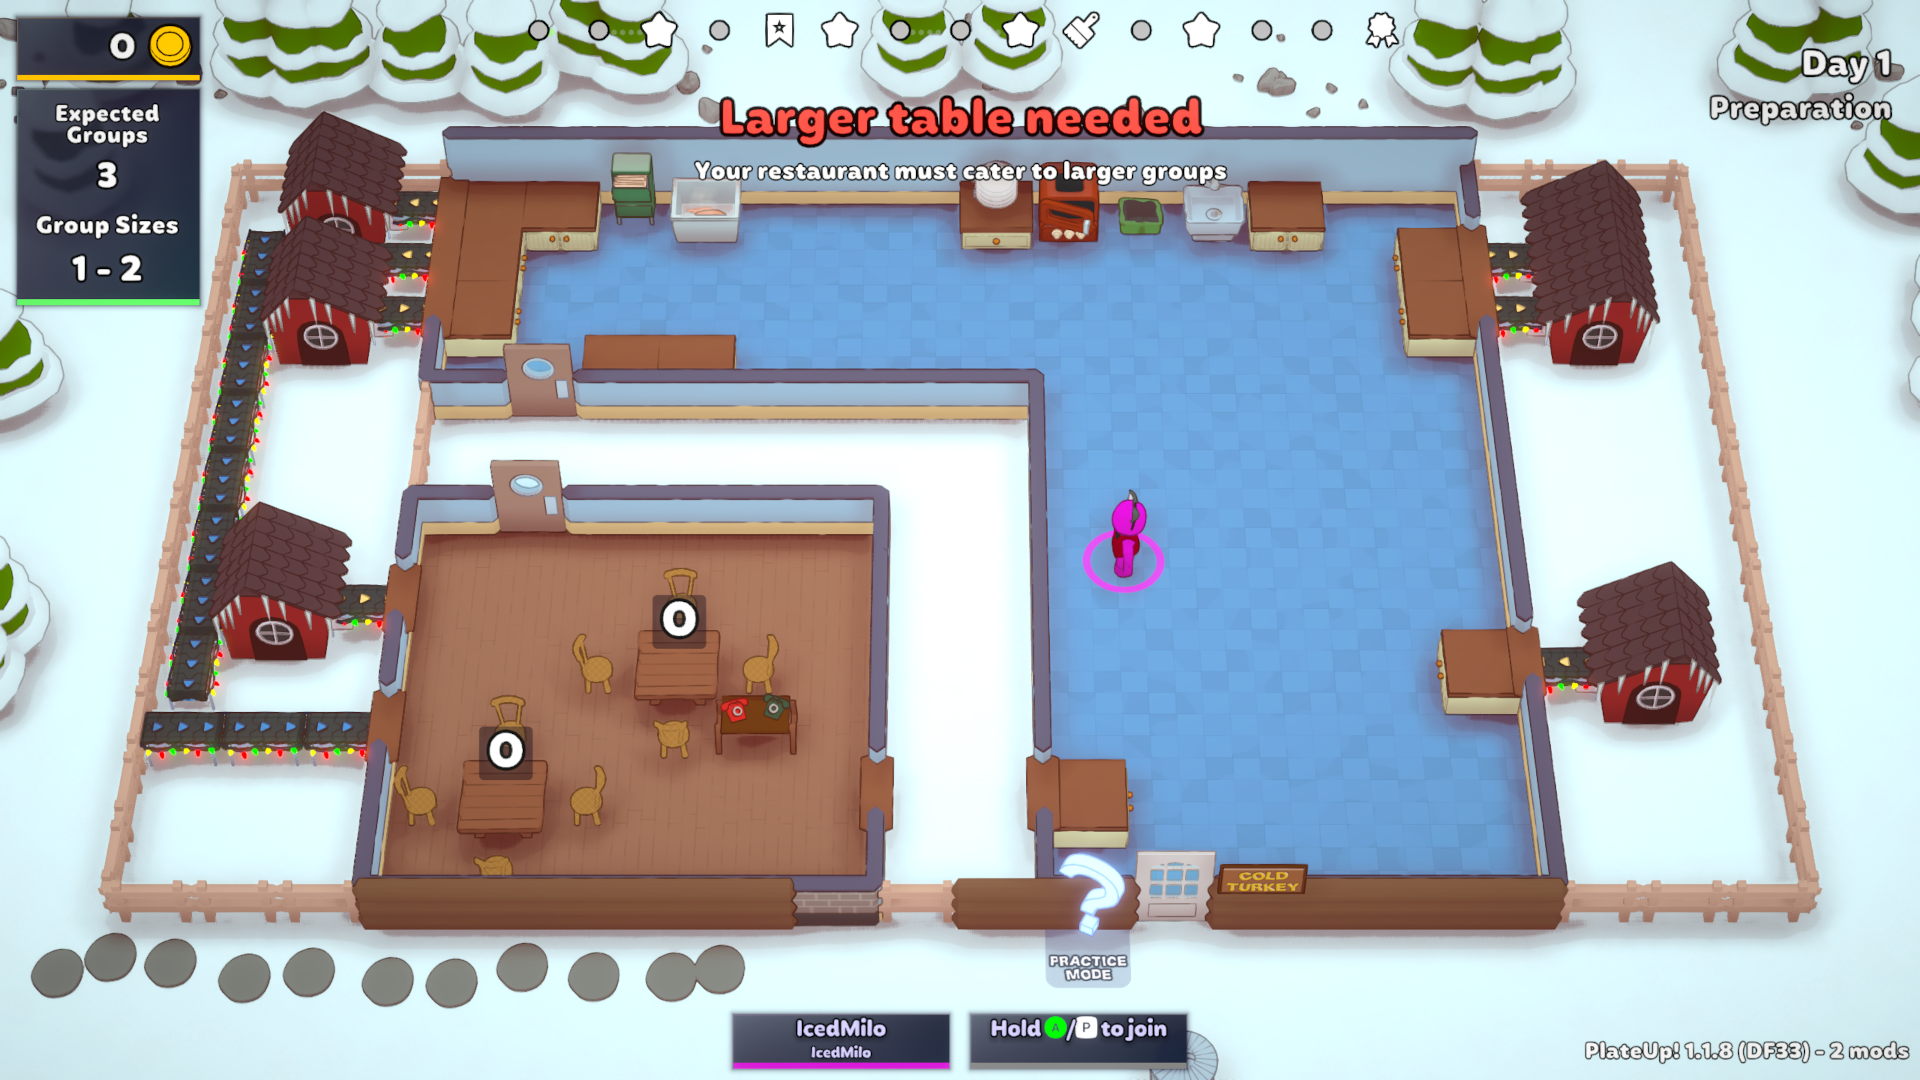 0
Expected
Groups
3
Group Sizes
1 - 2
Larger table needed
Your restaurant must cater to larger groups
Day 1
Preparation
0
0
COLD
TURKEY
PRACTICE
MODE
IcedMilo
IcedMilo
Hold A/P to join
PlateUp! 1.1.8 (DF33) - 2 mods